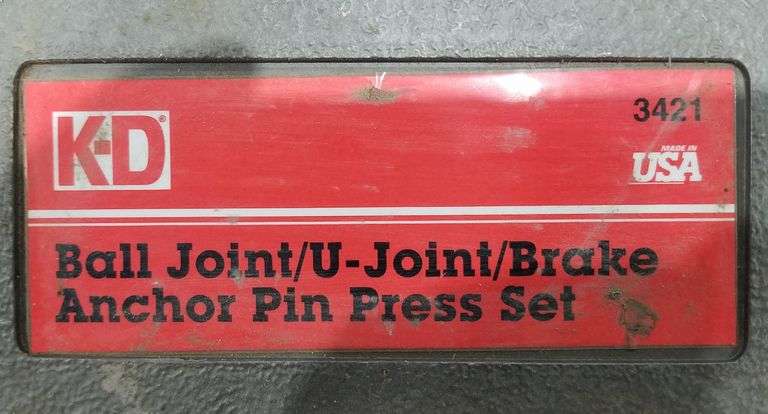 K-D®
3421
MADE IN
USA
Ball Joint/U-Joint/Brake
Anchor Pin Press Set